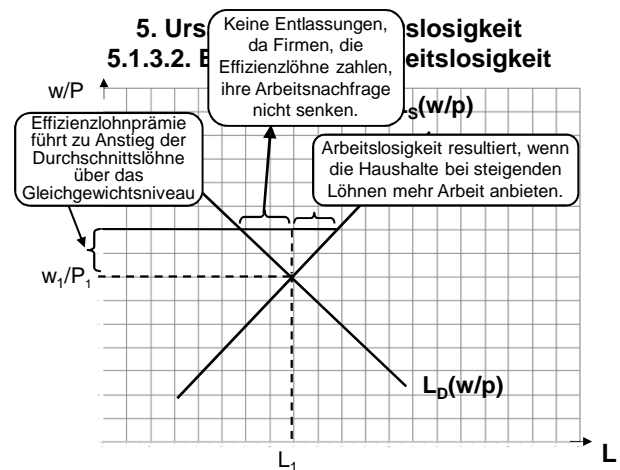 5. Urs slosigkeit
5.1.3.2. E eitslosigkeit
Keine Entlassungen,
da Firmen, die
Effizienzlöhne zahlen,
ihre Arbeitsnachfrage
nicht senken.
w/P
S(w/p)
Effizienzlohnprämie
führt zu Anstieg der
Durchschnittslöhne
über das
Gleichgewichtsniveau
Arbeitslosigkeit resultiert, wenn
die Haushalte bei steigenden
Löhnen mehr Arbeit anbieten.
w₁/P₁
L_D(w/p)
L₁
L